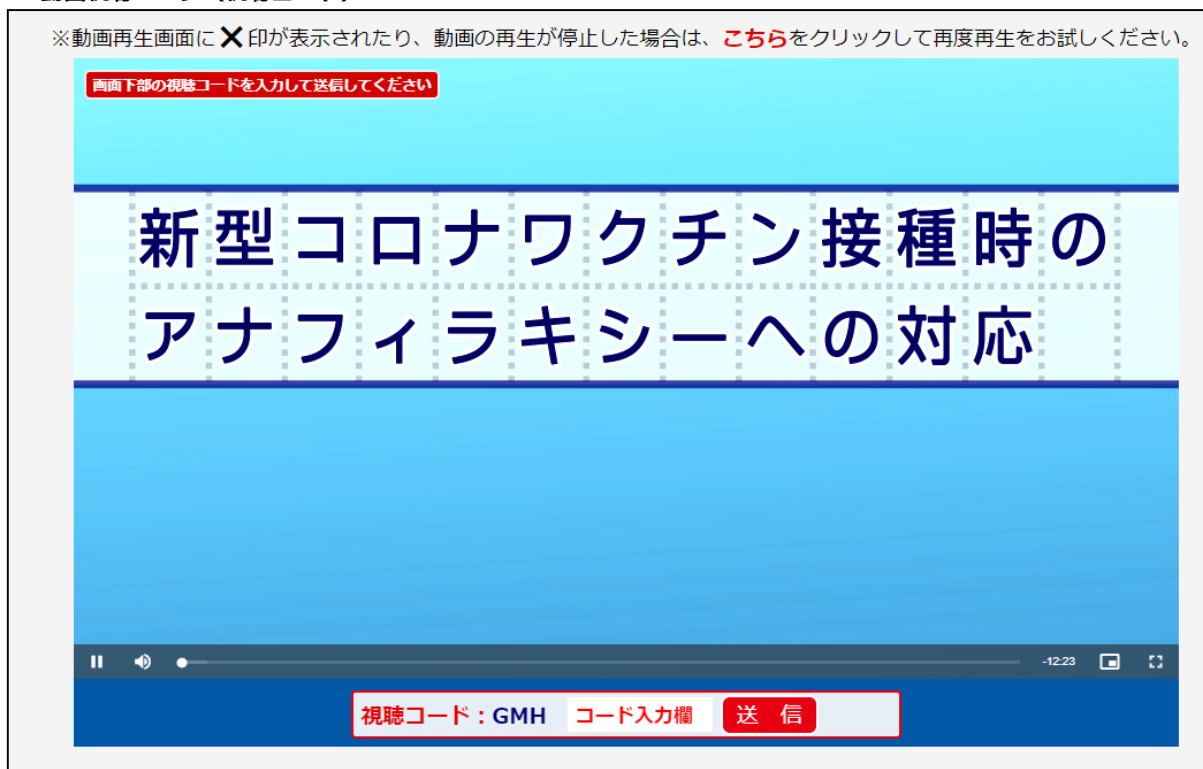 ※動画再生画面に✕印が表示されたり、動画の再生が停止した場合は、こちらをクリックして再度再生をお試しください。
画面下部の視聴コードを入力して送信してください
新型コロナワクチン接種時の
アナフィラキシーへの対応
-12:23
視聴コード：GMH コード入力欄 送 信